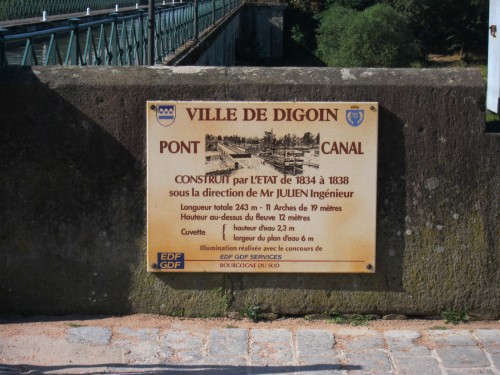 VILLE DE DIGOIN
PONT CANAL
CONSTRUIT par L'ETAT de 1834 à 1838
sous la direction de Mr JULIEN Ingénieur
Longueur totale 243 m - 11 Arches de 19 mètres
Hauteur au-dessus du fleuve 12 mètres
Cuvette { hauteur d'eau 2,3 m
largeur du plan d'eau 6 m
Illumination réalisée avec le concours de
EDF GDF SERVICES
BOURGOGNE DU SUD
EDF
GDF